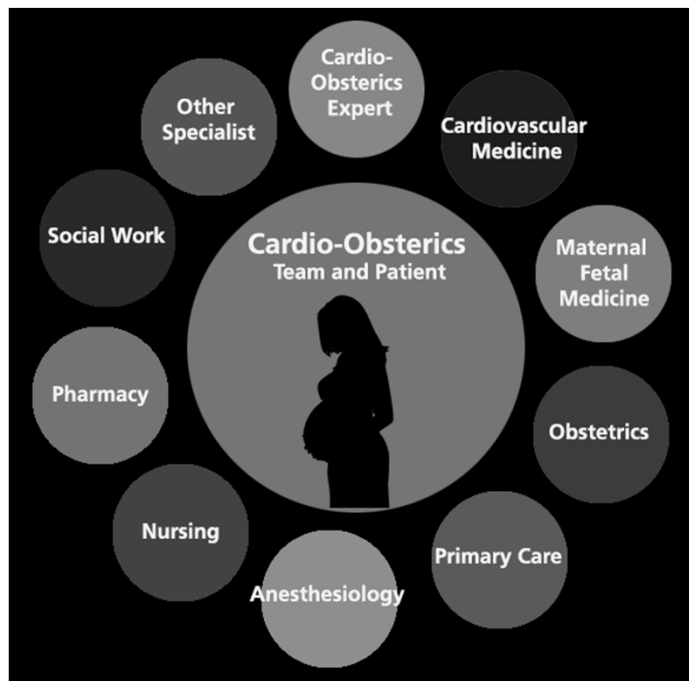 Cardio-
Obsterics
Expert
Cardiovascular
Medicine
Maternal
Fetal
Medicine
Obstetrics
Primary Care
Anesthesiology
Nursing
Pharmacy
Social Work
Other
Specialist
Cardio-Obsterics
Team and Patient